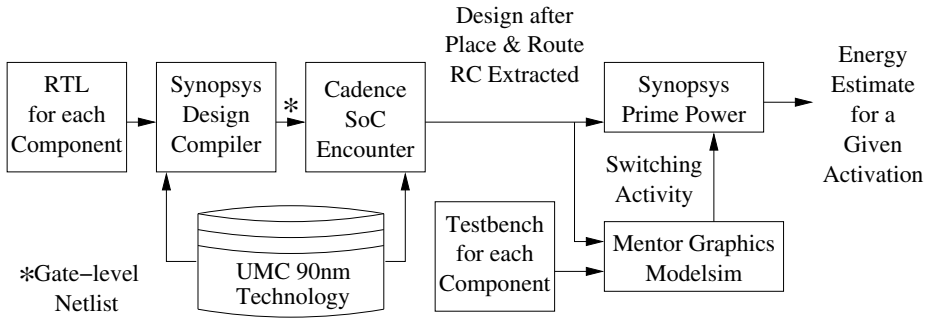 RTL
for each
Component
Synopsys
Design
Compiler
*
Cadence
SoC
Encounter
Design after
Place & Route
RC Extracted
Synopsys
Prime Power
Energy
Estimate
for a
Given
Activation
Switching
Activity
Testbench
for each
Component
Mentor Graphics
Modelsim
UMC 90nm
Technology
*Gate−level
Netlist